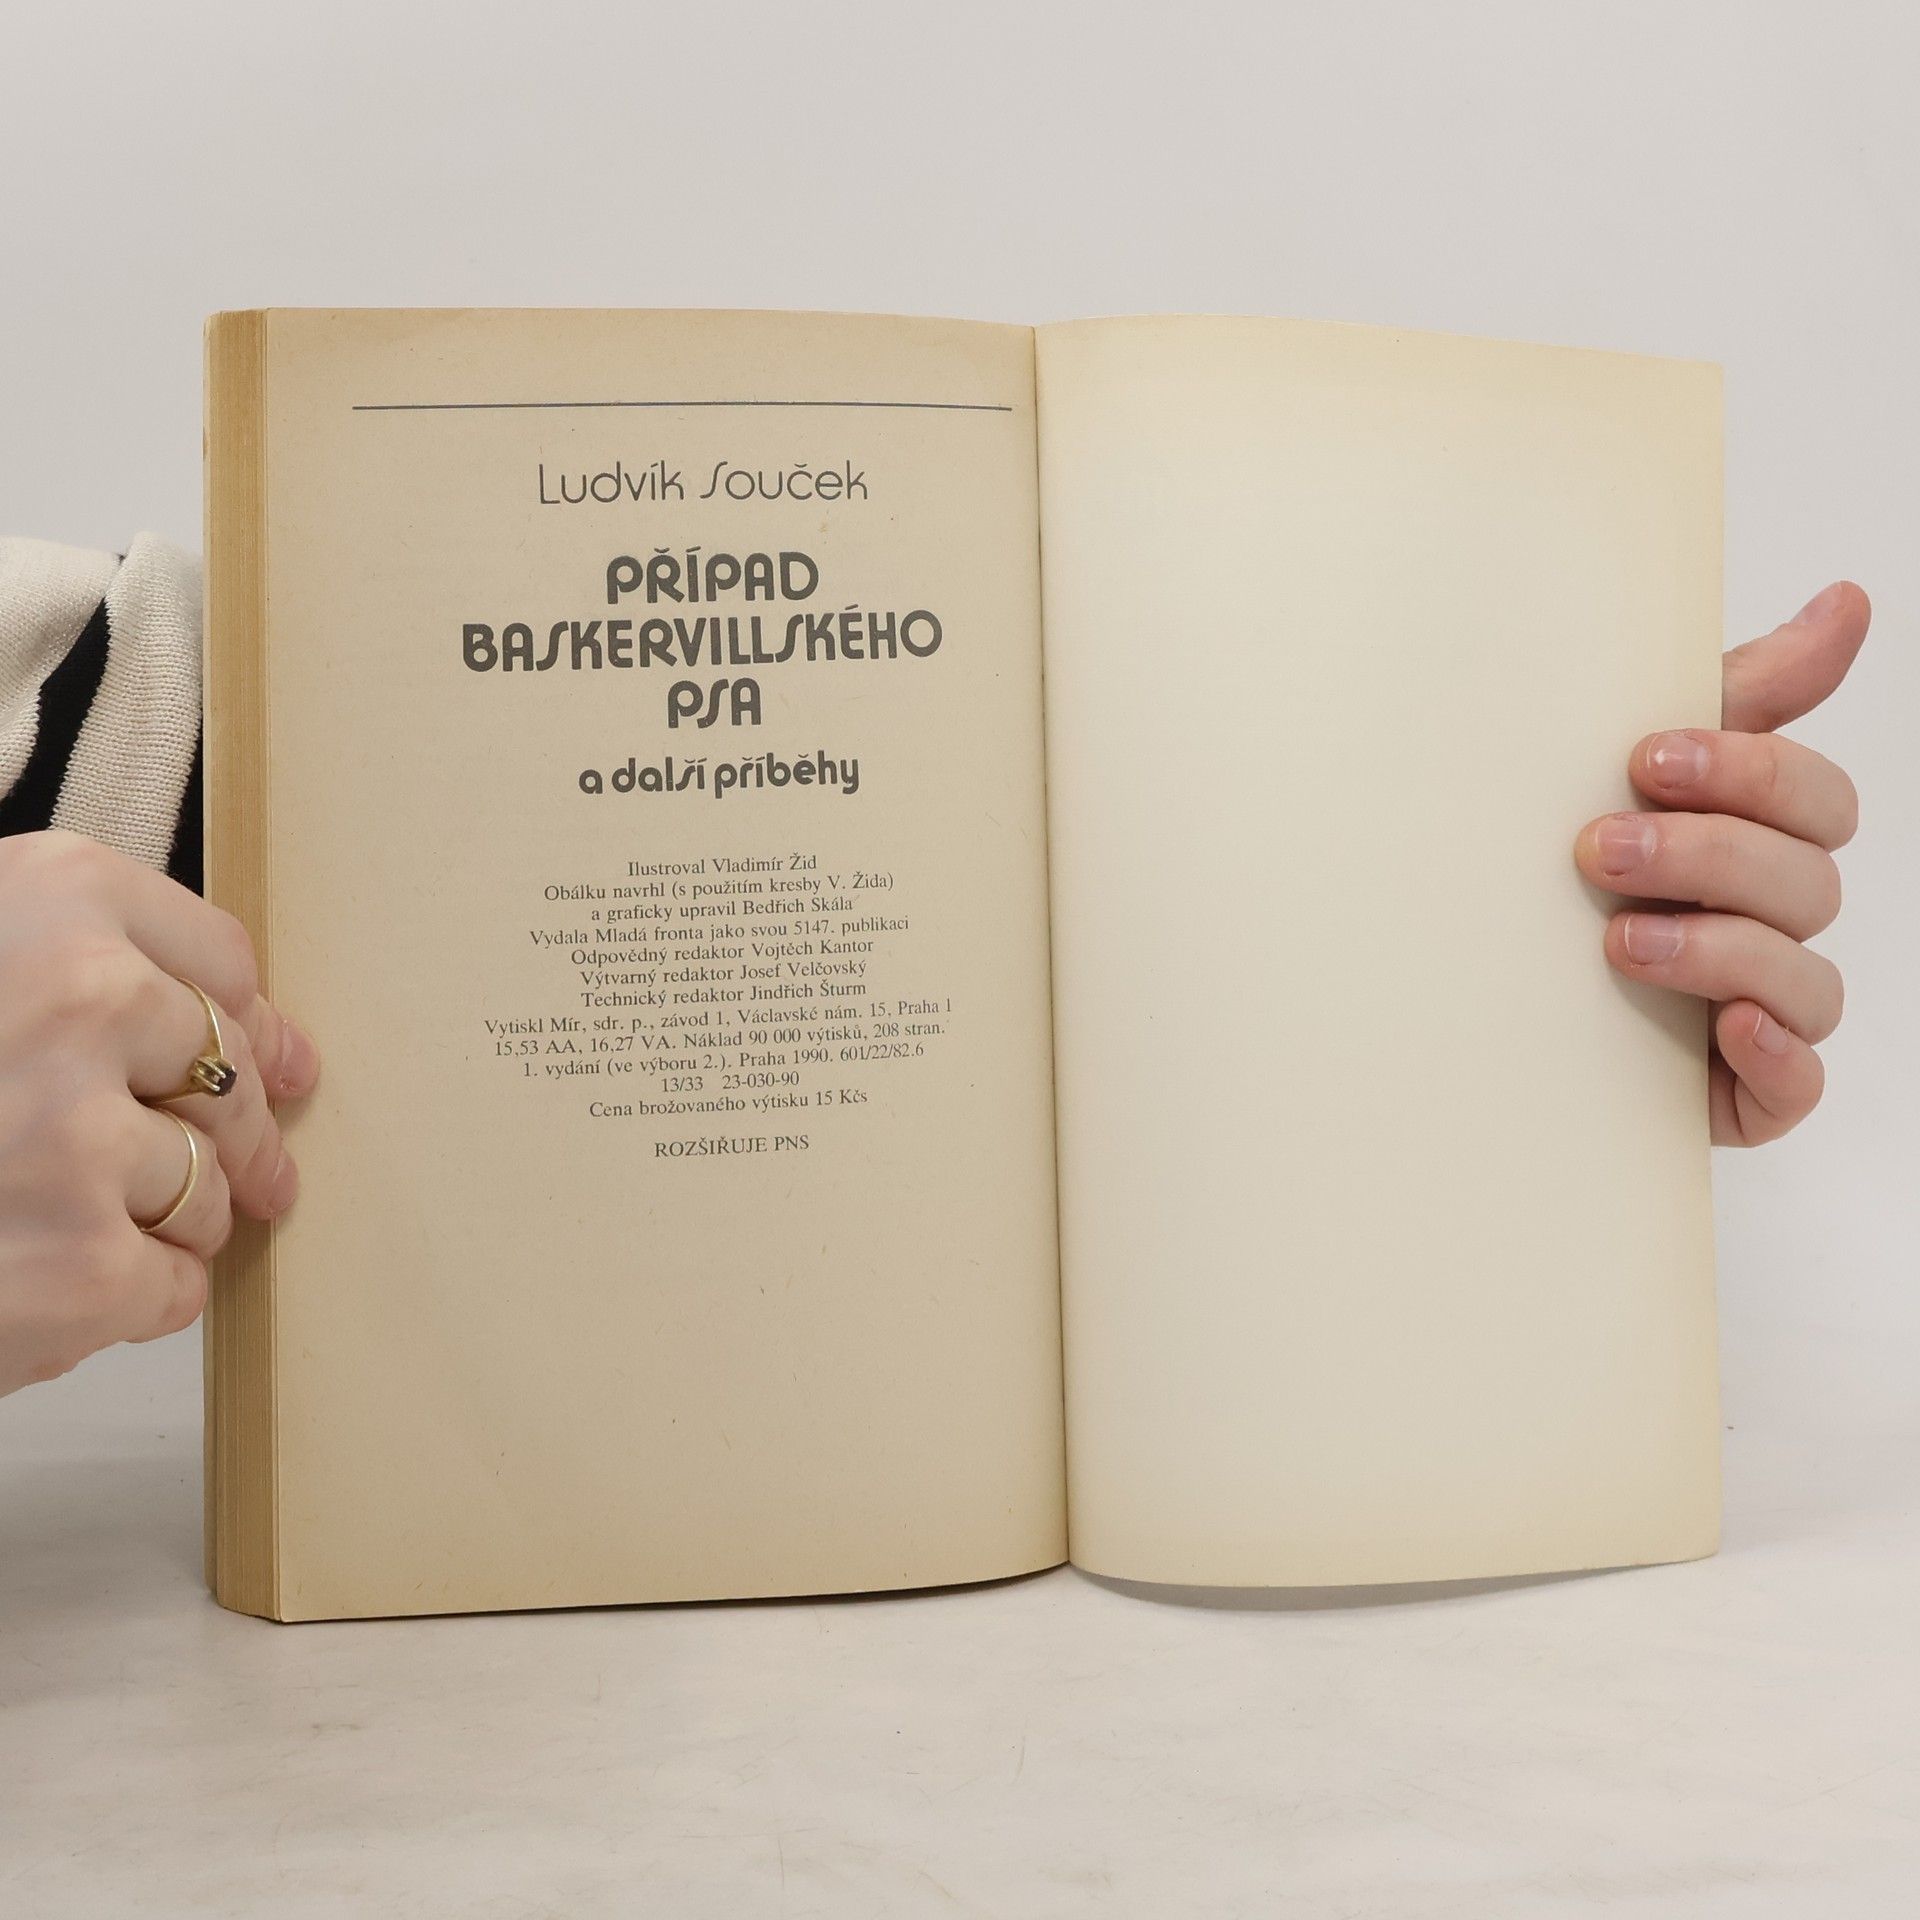 Ludvík Souček
PŘÍPAD
BASKERVILLSKÉHO
PSA
a další příběhy
Ilustroval Vladimír Žid
Obálku navrhl (s použitím kresby V. Žida)
a graficky upravil Bedřich Skála
Vydala Mladá fronta jako svou 5147. publikaci
Odpovědný redaktor Vojtěch Kantor
Výtvarný redaktor Josef Velčovský
Technický redaktor Jindřich Šturm
Vytiskl Mír, sdr. p., závod 1, Václavské nám. 15, Praha 1
15,53 AA, 16,27 VA. Náklad 90 000 výtisků, 208 stran.
1. vydání (ve výboru 2.). Praha 1990. 601/22/82.6
13/33 23-030-90
Cena brožovaného výtisku 15 Kčs
ROZŠIŘUJE PNS